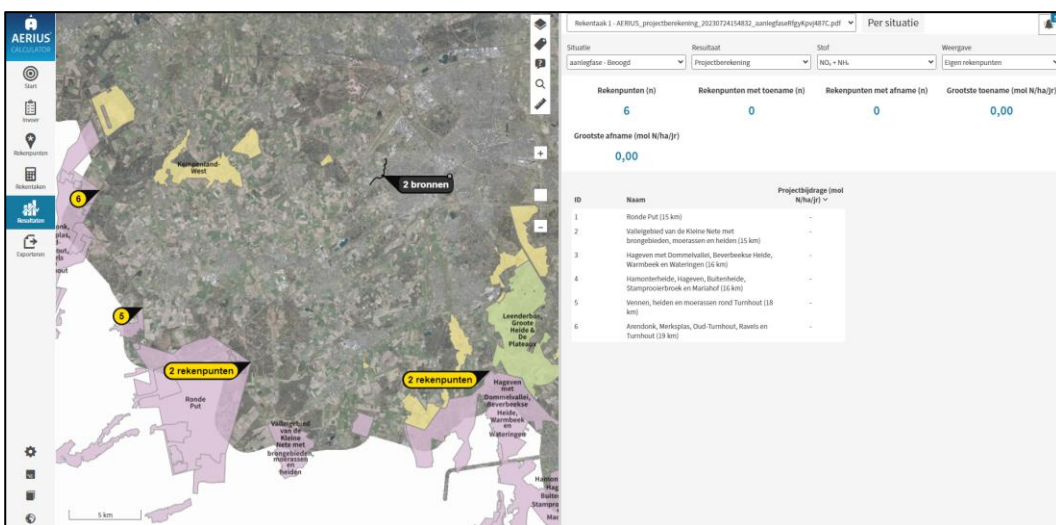 AERIUS
CALCULATOR
Start
Invoer
Rekenpunten
Rekentaken
Resultaten
Exporteren
Kempenland-
West
2 bronnen
6
5
2 rekenpunten
2 rekenpunten
Ronde
Put
Valleigebied
van de
Kleine
Nete met
brongebieden,
moerassen
en
heiden
Leenderbos,
Groote
Heide &
De
Plateaux
Hageven
met
Dommelvallei,
Beverbeekse
Heide,
Warmbeek
en
Wateringen
5 km
Rekentaak 1 - AERIUS_projectberekening_20230724154832_aanlegfaseRfgyKpvj487C.pdf
Per situatie
Situatie Resultaat Stof Weergave
aanlegfase - Beoogd Projectberekening NOₓ + NH₃ Eigen rekenpunten
Rekenpunten (n) Rekenpunten met toename (n) Rekenpunten met afname (n) Grootste toename (mol N/ha/jr)
6 0 0 0,00
Grootste afname (mol N/ha/jr)
0,00
Projectbijdrage (mol
ID Naam N/ha/jr)
1 Ronde Put (15 km) -
2 Valleigebied van de Kleine Nete met -
brongebieden, moerassen en heiden (15 km)
3 Hageven met Dommelvallei, Beverbeekse Heide, -
Warmbeek en Wateringen (16 km)
4 Hamonterheide, Hageven, Buitenheide, -
Stamprooierbroek en Mariahof (16 km)
5 Vennen, heiden en moerassen rond Turnhout (18 -
km)
6 Arendonk, Merksplas, Oud-Turnhout, Ravels en -
Turnhout (19 km)